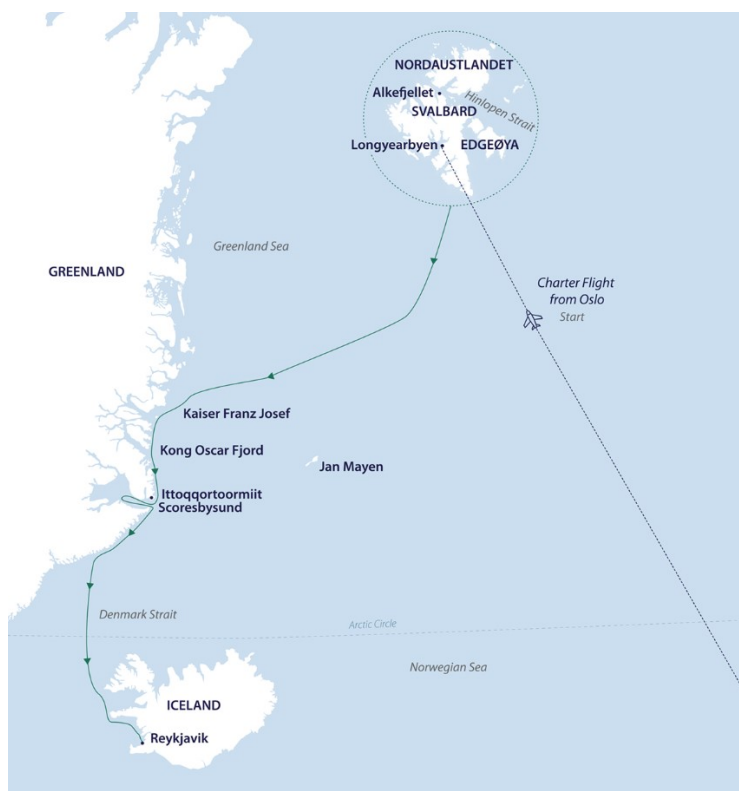 NORDAUSTLANDET
Alkefjellet
Hinlopen Strait
SVALBARD
Longyearbyen
EDGEØYA
Greenland Sea
GREENLAND
Charter Flight
from Oslo
Start
Kaiser Franz Josef
Kong Oscar Fjord
Jan Mayen
Ittoqqortoormiit
Scoresbysund
Denmark Strait
Arctic Circle
Norwegian Sea
ICELAND
Reykjavik